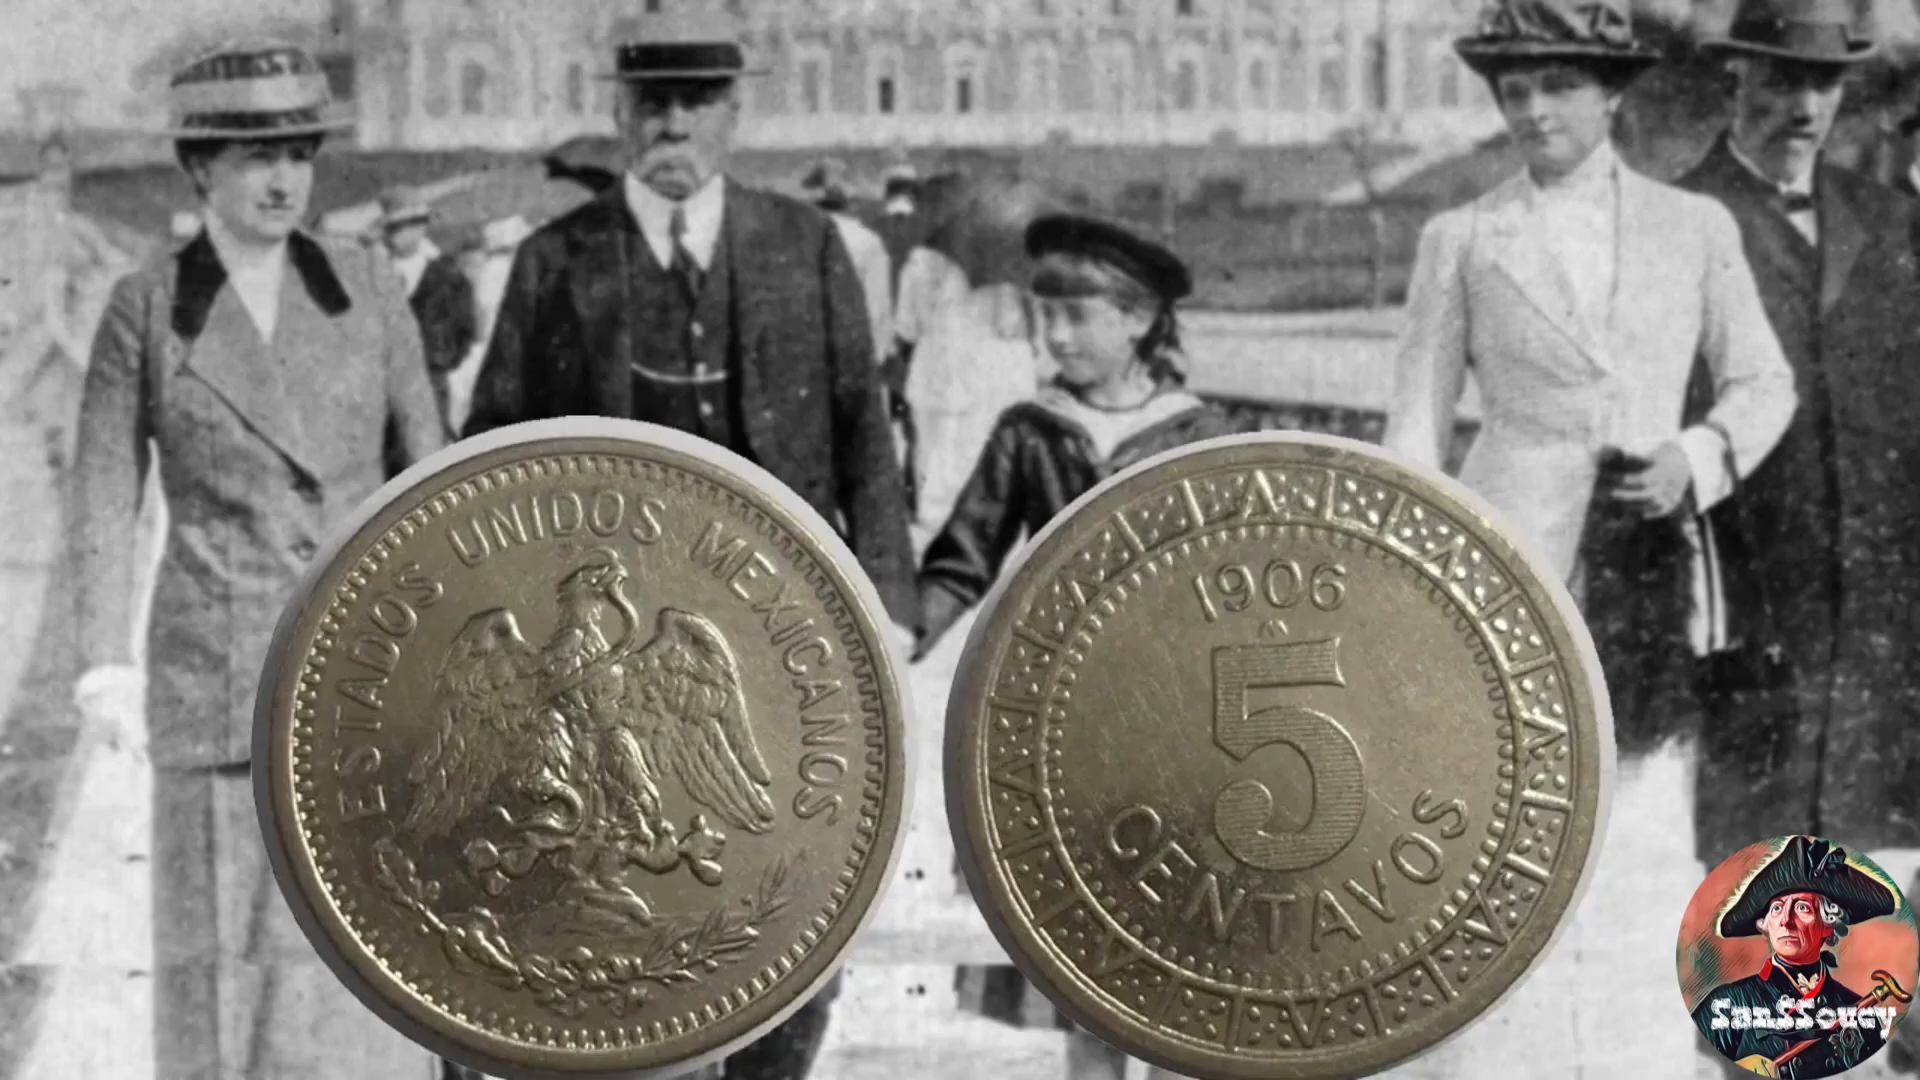 ESTADOS UNIDOS MEXICANOS
1906
M
5
CENTAVOS
SanSSoucy